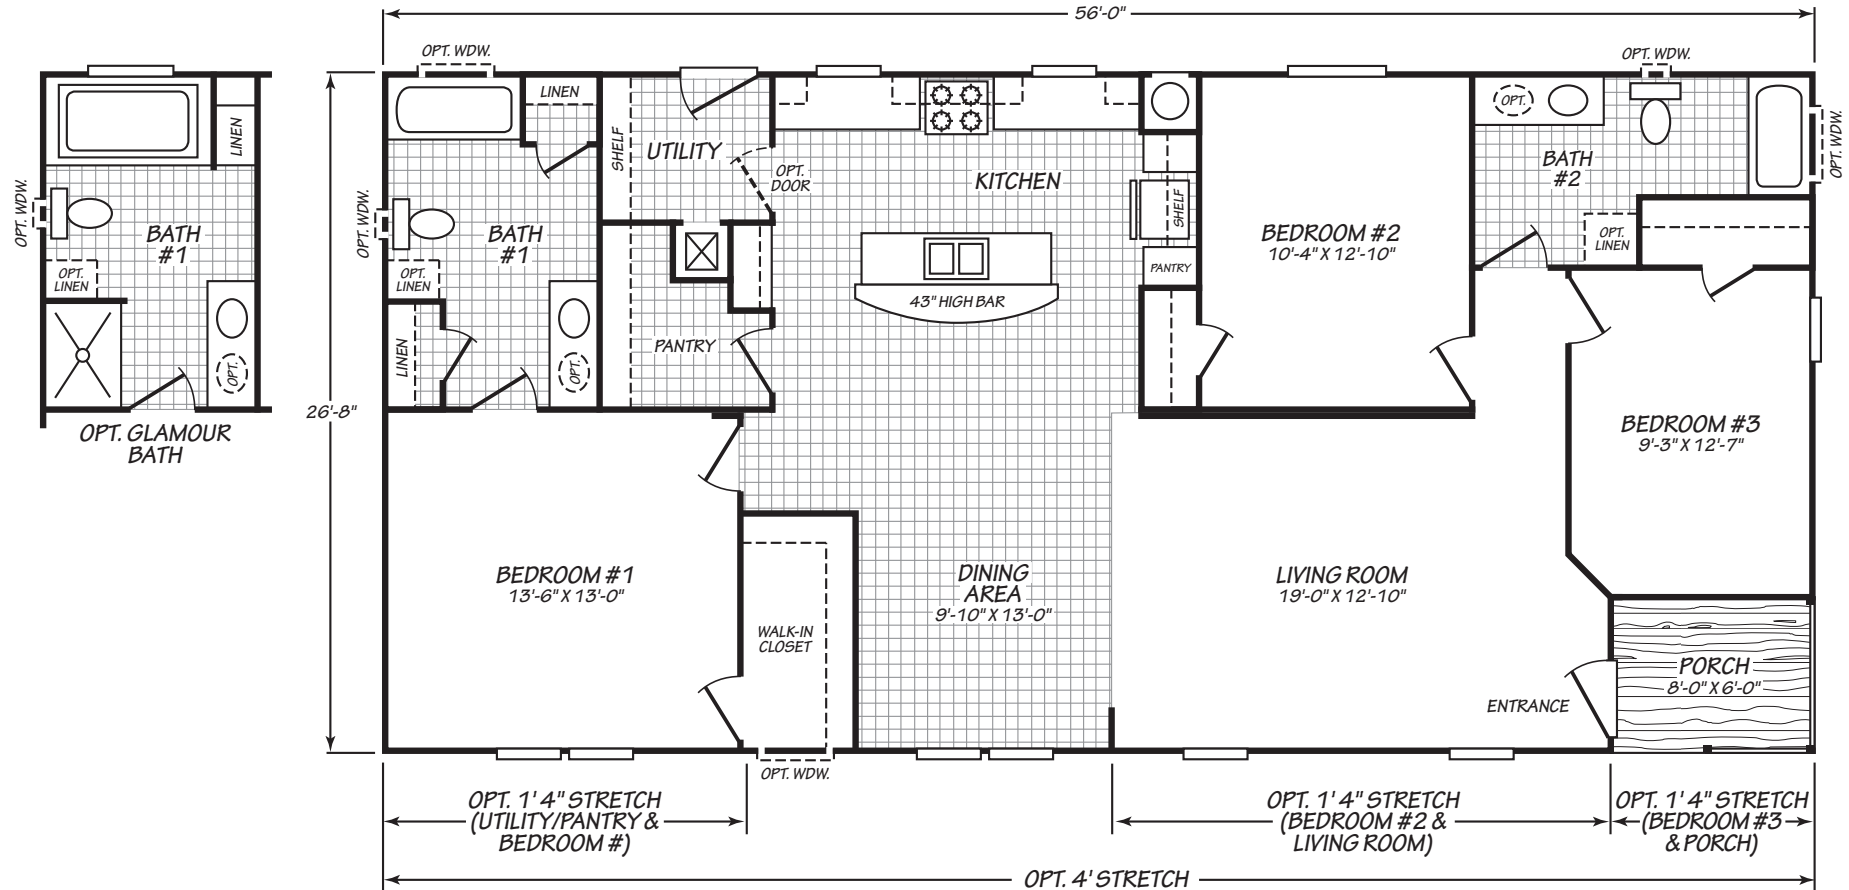 56'-0"
OPT. WDW.
OPT. WDW.
LINEN
LINEN
SHELF
UTILITY
OPT.
DOOR
KITCHEN
SHELF
PANTRY
OPT.
BATH
#2
OPT. WDW.
OPT.
LINEN
OPT. WDW.
BATH
#1
OPT.
LINEN
OPT.
OPT. GLAMOUR
BATH
26'-8"
OPT. WDW.
BATH
#1
OPT.
LINEN
LINEN
OPT.
PANTRY
43" HIGH BAR
BEDROOM #2
10'-4" X 12'-10"
BEDROOM #3
9'-3" X 12'-7"
BEDROOM #1
13'-6" X 13'-0"
WALK-IN
CLOSET
DINING
AREA
9'-10" X 13'-0"
LIVING ROOM
19'-0" X 12'-10"
ENTRANCE
PORCH
8'-0" X 6'-0"
OPT. WDW.
OPT. 1' 4" STRETCH
(UTILITY/PANTRY &
BEDROOM #)
OPT. 1' 4" STRETCH
(BEDROOM #2 &
LIVING ROOM)
OPT. 1' 4" STRETCH
(BEDROOM #3
& PORCH)
OPT. 4' STRETCH